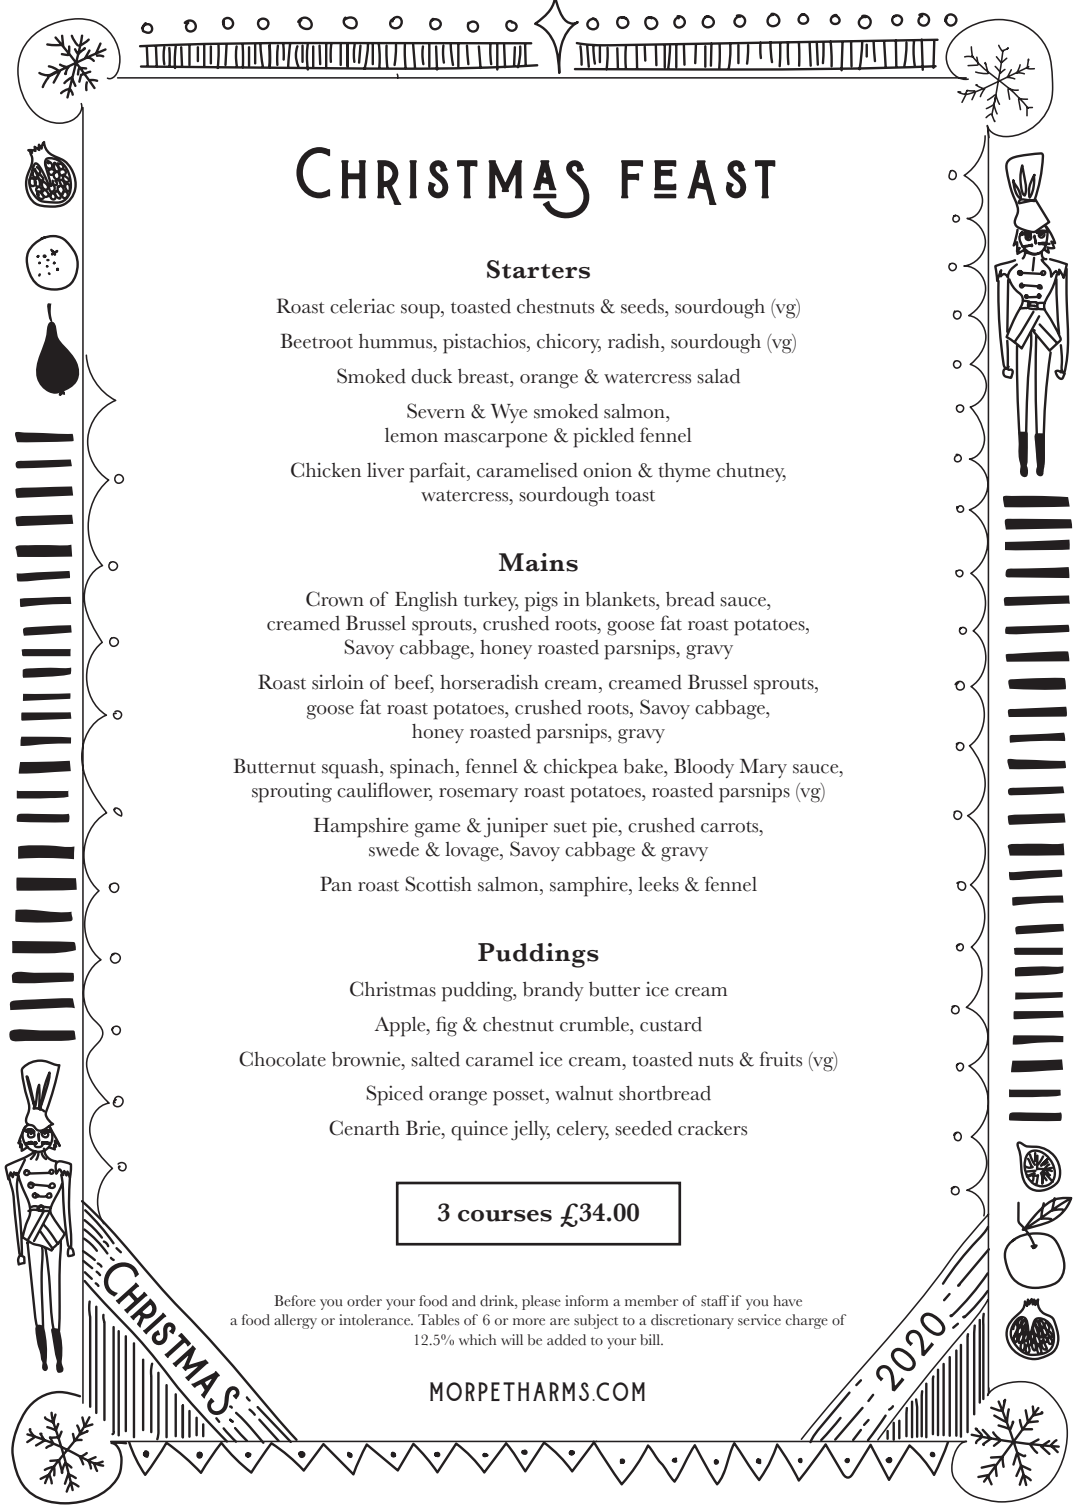 CHRISTMAS FEAST
Starters
Roast celeriac soup, toasted chestnuts & seeds, sourdough (vg)
Beetroot hummus, pistachios, chicory, radish, sourdough (vg)
Smoked duck breast, orange & watercress salad
Severn & Wye smoked salmon,
lemon mascarpone & pickled fennel
Chicken liver parfait, caramelised onion & thyme chutney,
watercress, sourdough toast
Mains
Crown of English turkey, pigs in blankets, bread sauce,
creamed Brussel sprouts, crushed roots, goose fat roast potatoes,
Savoy cabbage, honey roasted parsnips, gravy
Roast sirloin of beef, horseradish cream, creamed Brussel sprouts,
goose fat roast potatoes, crushed roots, Savoy cabbage,
honey roasted parsnips, gravy
Butternut squash, spinach, fennel & chickpea bake, Bloody Mary sauce,
sprouting cauliflower, rosemary roast potatoes, roasted parsnips (vg)
Hampshire game & juniper suet pie, crushed carrots,
swede & lovage, Savoy cabbage & gravy
Pan roast Scottish salmon, samphire, leeks & fennel
Puddings
Christmas pudding, brandy butter ice cream
Apple, fig & chestnut crumble, custard
Chocolate brownie, salted caramel ice cream, toasted nuts & fruits (vg)
Spiced orange posset, walnut shortbread
Cenarth Brie, quince jelly, celery, seeded crackers
3 courses £34.00
Before you order your food and drink, please inform a member of staff if you have
a food allergy or intolerance. Tables of 6 or more are subject to a discretionary service charge of
12.5% which will be added to your bill.
CHRISTMAS
2020
MORPETHARMS.COM